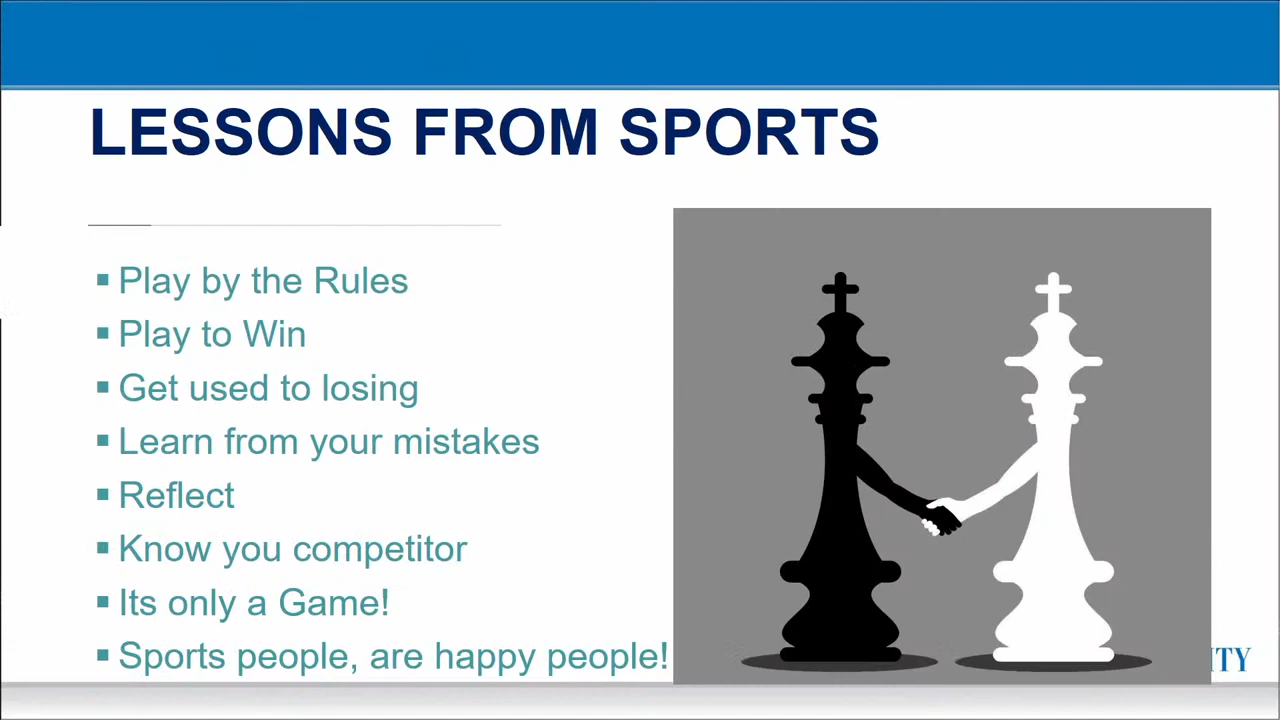 LESSONS FROM SPORTS
▪ Play by the Rules
▪ Play to Win
▪ Get used to losing
▪ Learn from your mistakes
▪ Reflect
▪ Know you competitor
▪ Its only a Game!
▪ Sports people, are happy people!
ITY